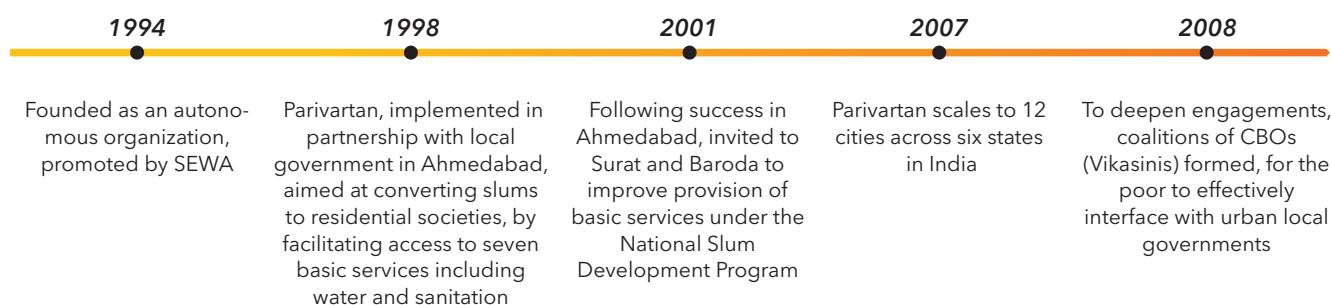 1994
Founded as an autono-
mous organization,
promoted by SEWA
1998
Parivartan, implemented in
partnership with local
government in Ahmedabad,
aimed at converting slums
to residential societies, by
facilitating access to seven
basic services including
water and sanitation
2001
Following success in
Ahmedabad, invited to
Surat and Baroda to
improve provision of
basic services under the
National Slum
Development Program
2007
Parivartan scales to 12
cities across six states
in India
2008
To deepen engagements,
coalitions of CBOs
(Vikasinis) formed, for the
poor to effectively
interface with urban local
governments